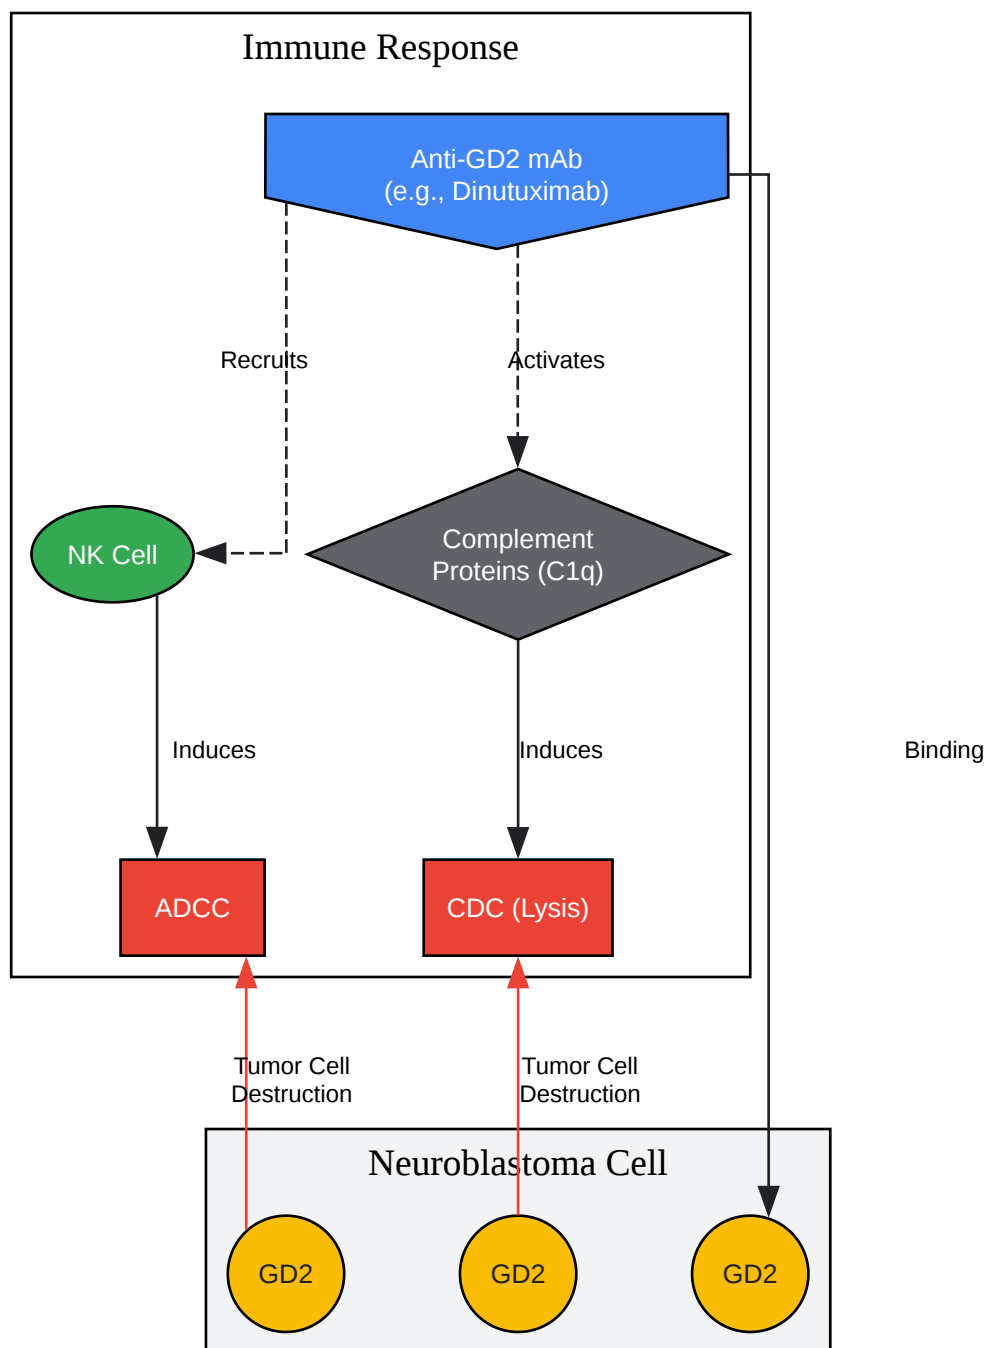 Immune Response
Anti-GD2 mAb
(e.g., Dinutuximab)
Recruits
Activates
NK Cell
Complement
Proteins (C1q)
Induces
Induces
Binding
ADCC
CDC (Lysis)
Tumor Cell
Destruction
Tumor Cell
Destruction
Neuroblastoma Cell
GD2
GD2
GD2